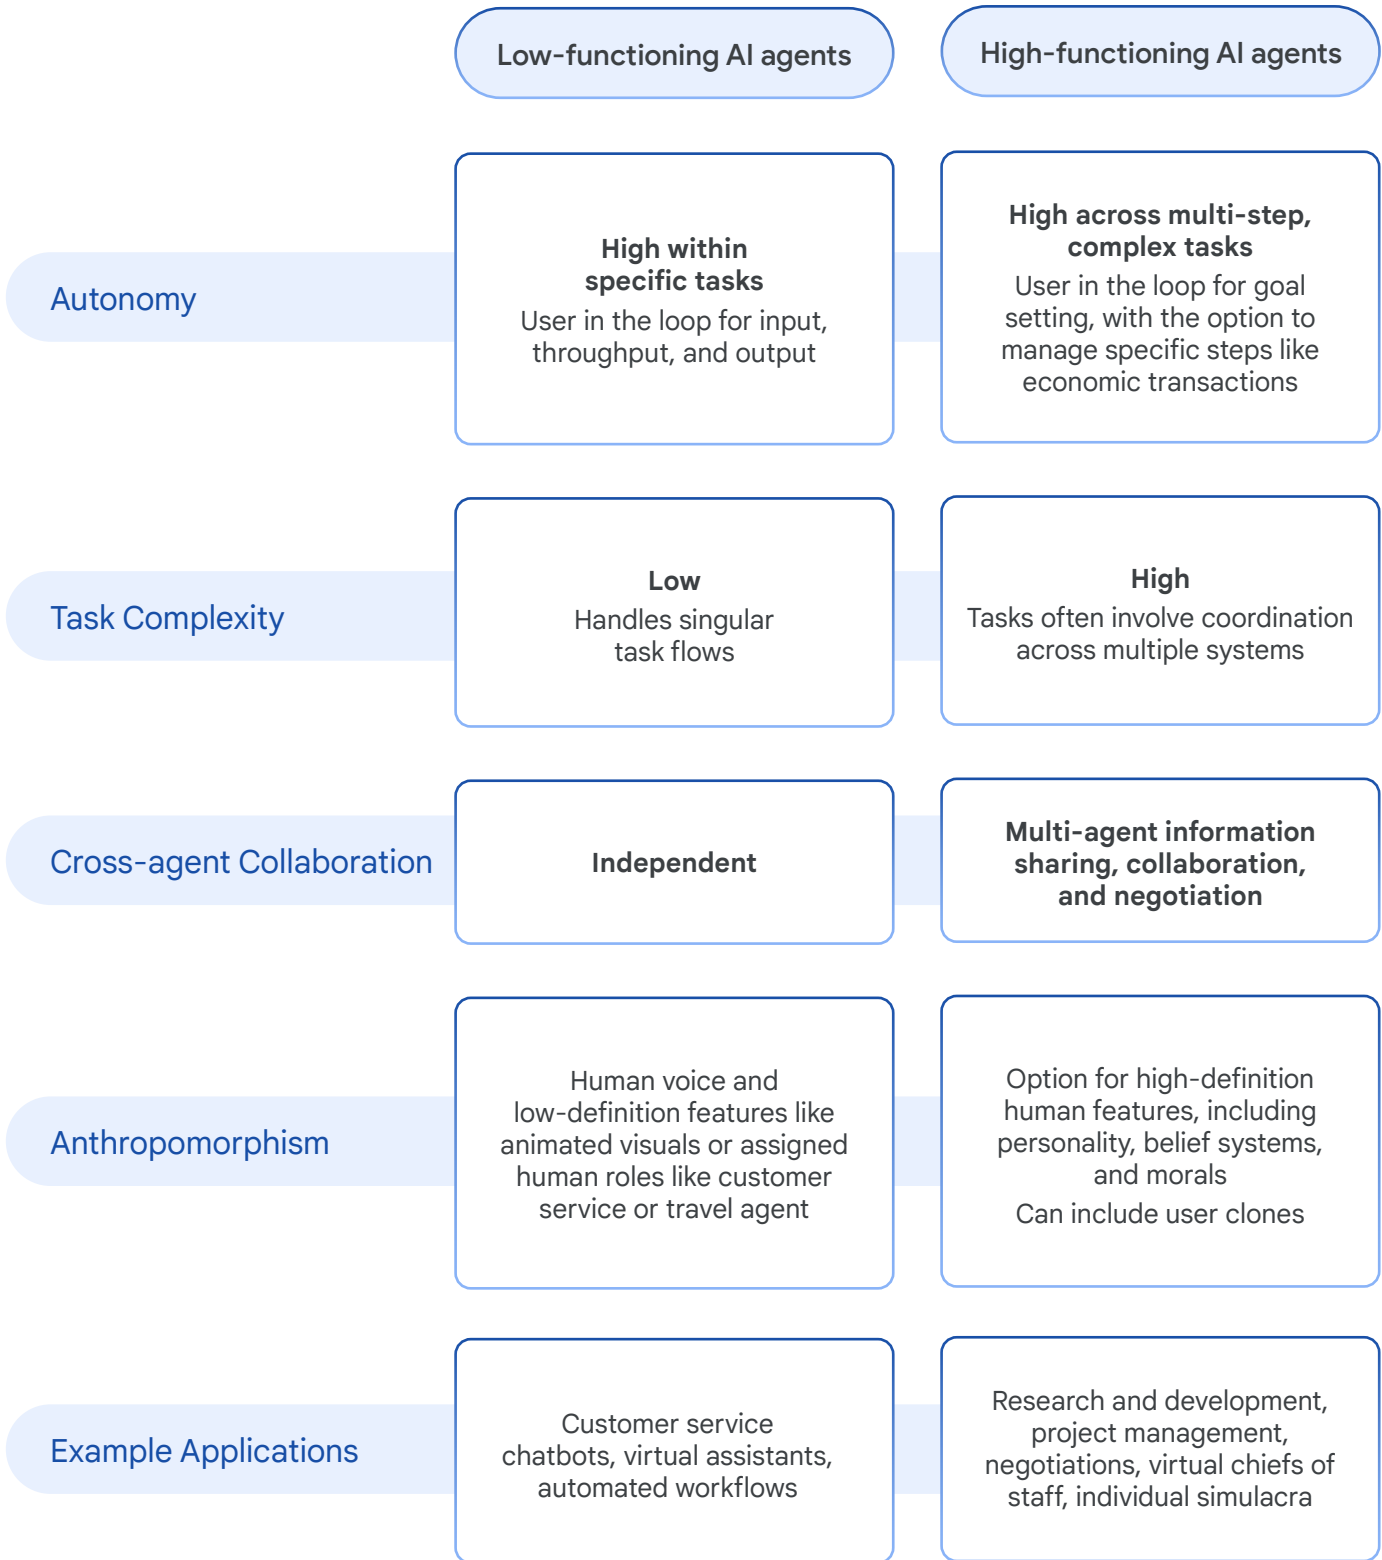 Low-functioning AI agents
High-functioning AI agents
Autonomy
High within
specific tasks
User in the loop for input,
throughput, and output
High across multi-step,
complex tasks
User in the loop for goal
setting, with the option to
manage specific steps like
economic transactions
Task Complexity
Low
Handles singular
task flows
High
Tasks often involve coordination
across multiple systems
Cross-agent Collaboration
Independent
Multi-agent information
sharing, collaboration,
and negotiation
Anthropomorphism
Human voice and
low-definition features like
animated visuals or assigned
human roles like customer
service or travel agent
Option for high-definition
human features, including
personality, belief systems,
and morals
Can include user clones
Example Applications
Customer service
chatbots, virtual assistants,
automated workflows
Research and development,
project management,
negotiations, virtual chiefs of
staff, individual simulacra